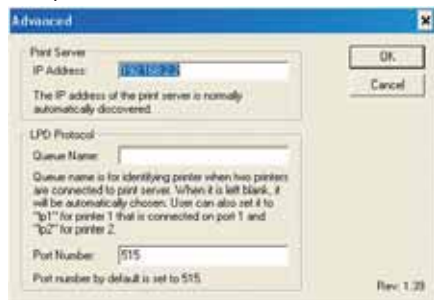 Advanced
Print Server
IP Address: 192.168.2.2
OK
Cancel
The IP address of the print server is normally
automatically discovered.
LPD Protocol
Queue Name:
Queue name is for identifying printer when two printers
are connected to print server. When it is left blank, it
will be automatically chosen. User can also set it to
"lp1" for printer 1 that is connected on port 1 and
"lp2" for printer 2.
Port Number: 515
Port number by default is set to 515.
Rev: 1.39